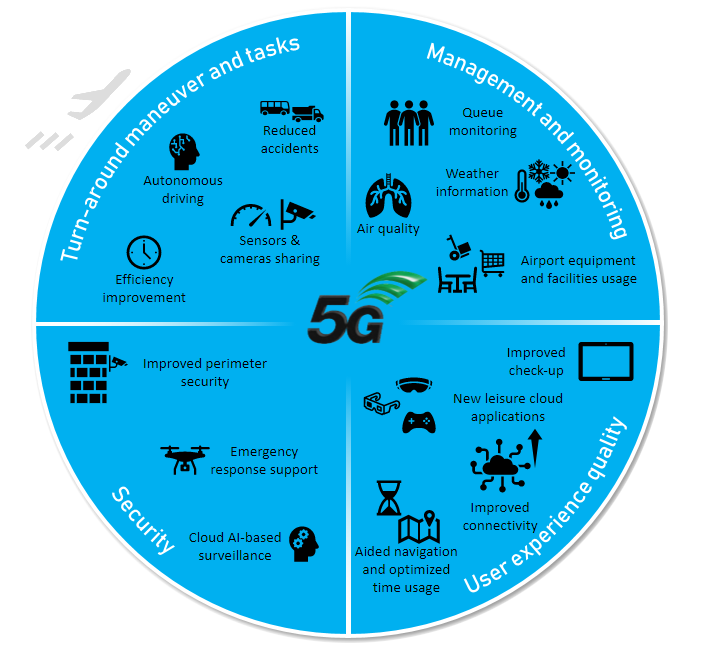 Turn-around maneuver and tasks
Reduced
accidents
Autonomous
driving
Sensors &
cameras sharing
Efficiency
improvement
Management and monitoring
Queue
monitoring
Weather
information
Air quality
Airport equipment
and facilities usage
5G
Improved perimeter
security
Emergency
response support
Cloud AI-based
surveillance
Security
Improved
check-up
New leisure cloud
applications
Improved
connectivity
Aided navigation
and optimized
time usage
User experience quality